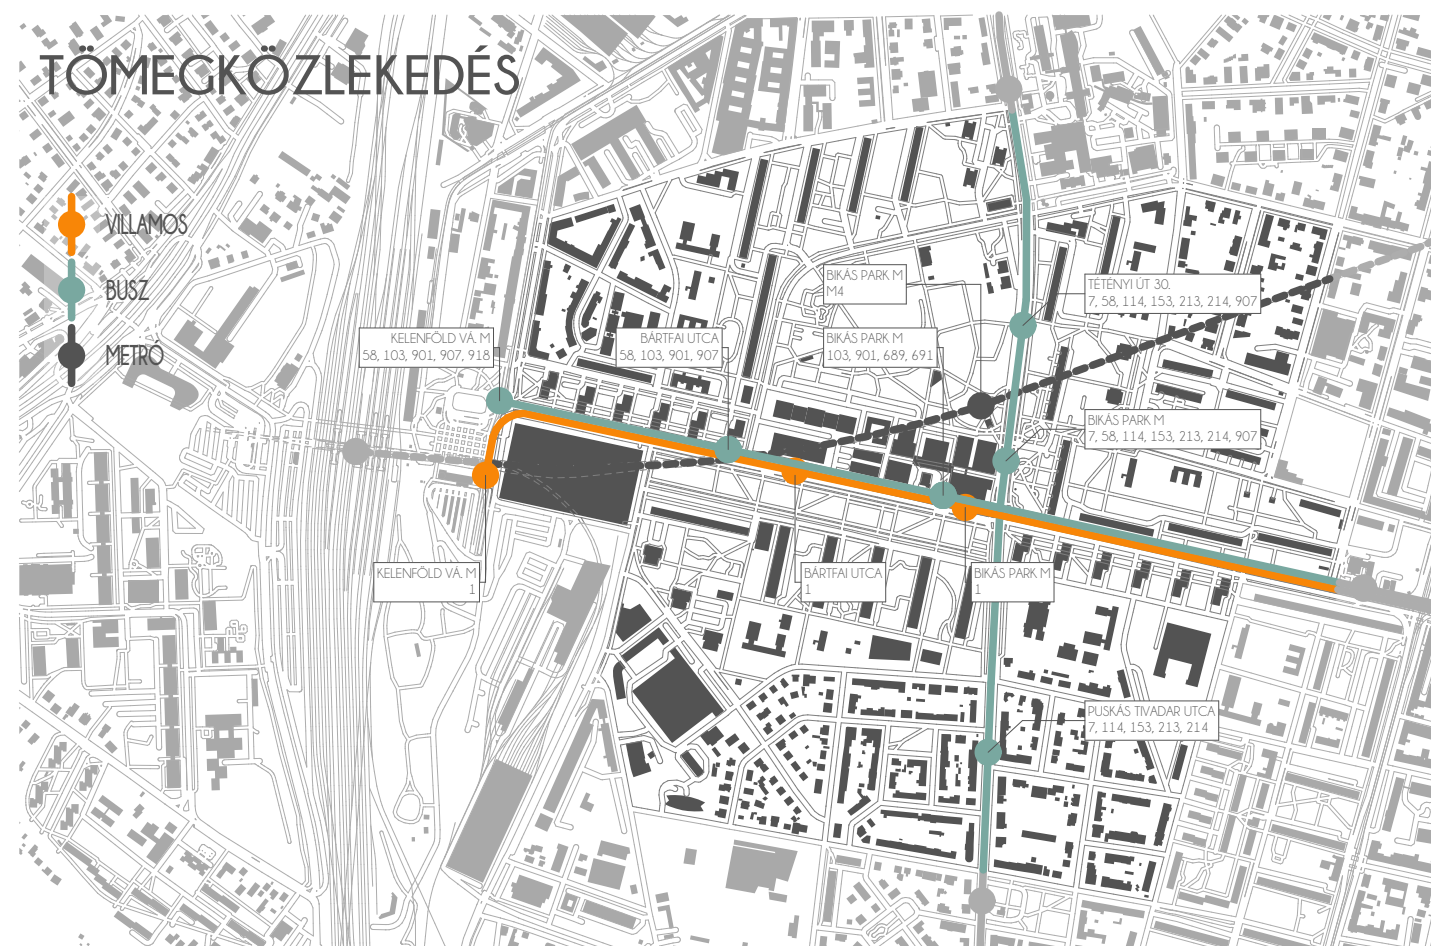 TÖMEGKÖZLEKEDÉS
VILLAMOS
BUSZ
METRÓ
BIKÁS PARK M
M4
TÉTÉNYI ÚT 30.
7, 58, 114, 153, 213, 214, 907
KELENFÖLD VÁ. M
58, 103, 901, 907, 918
BÁRTFAI UTCA
58, 103, 901, 907
BIKÁS PARK M
103, 901, 689, 691
BIKÁS PARK M
7, 58, 114, 153, 213, 214, 907
KELENFÖLD VÁ. M
1
BÁRTFAI UTCA
1
BIKÁS PARK M
1
PUSKÁS TIVADAR UTCA
7, 114, 153, 213, 214